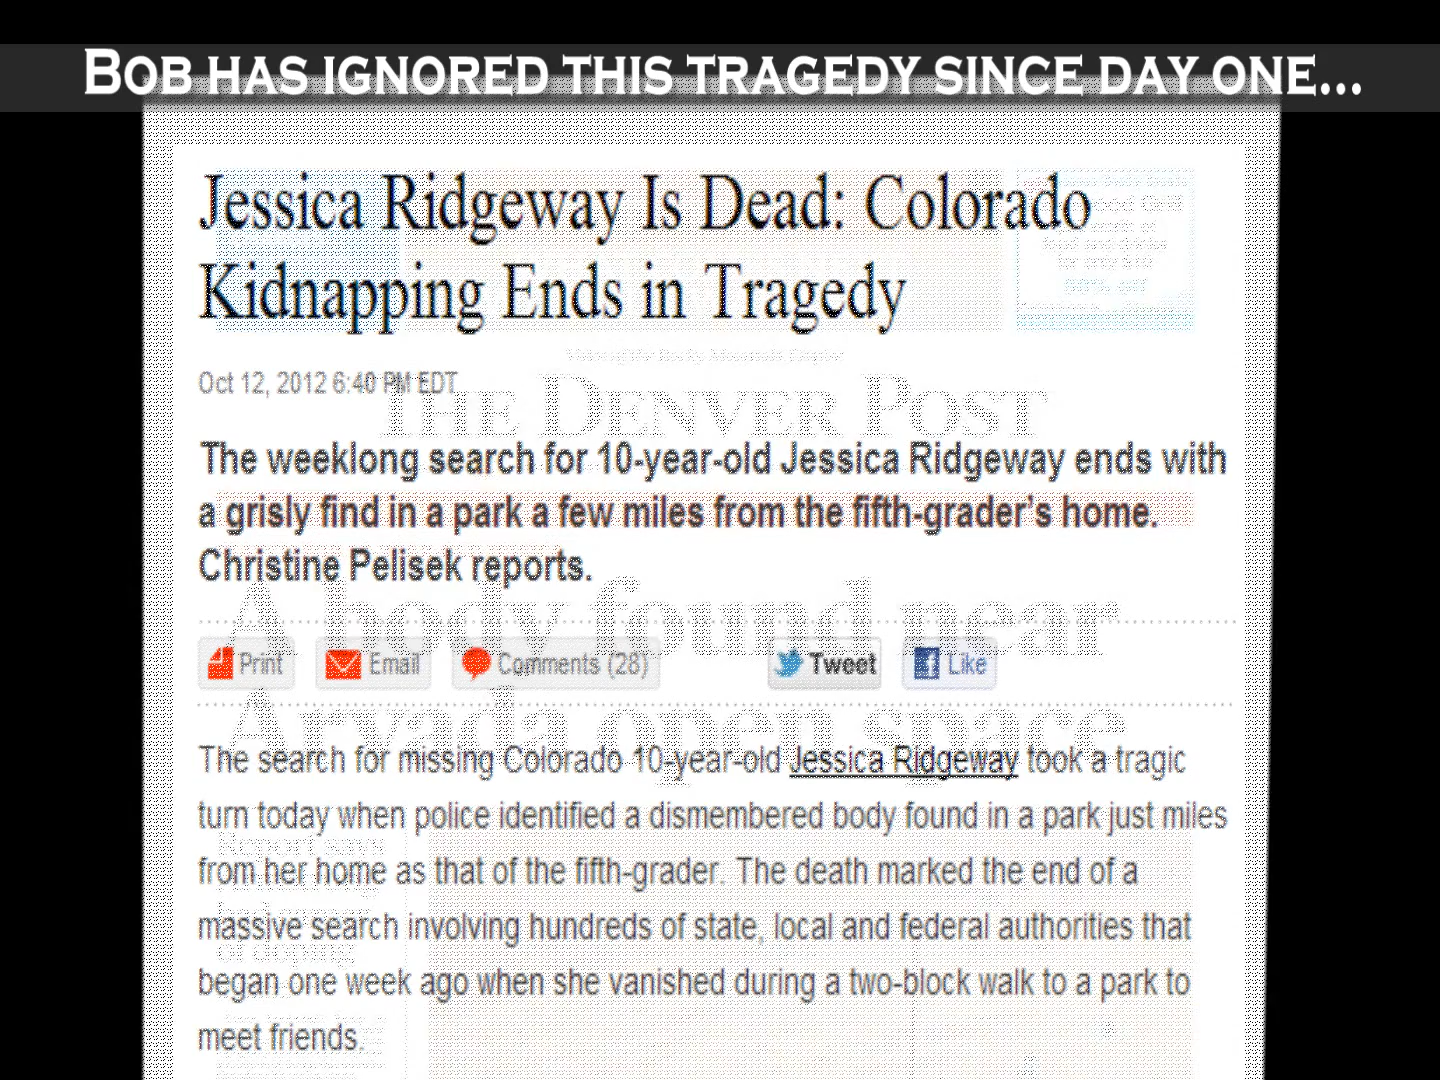 BOB HAS IGNORED THIS TRAGEDY SINCE DAY ONE...
Jessica Ridgeway Is Dead: Colorado
Kidnapping Ends in Tragedy
Oct 12, 2012 6:40 PM EDT
THE DENVER POST
The weeklong search for 10-year-old Jessica Ridgeway ends with
a grisly find in a park a few miles from the fifth-grader's home.
Christine Pelisek reports.
A body found near
Print Email Comments (28) Tweet Like
Arvada open space
The search for missing Colorado 10-year-old Jessica Ridgeway took a tragic
turn today when police identified a dismembered body found in a park just miles
from her home as that of the fifth-grader. The death marked the end of a
massive search involving hundreds of state, local and federal authorities that
began one week ago when she vanished during a two-block walk to a park to
meet friends.